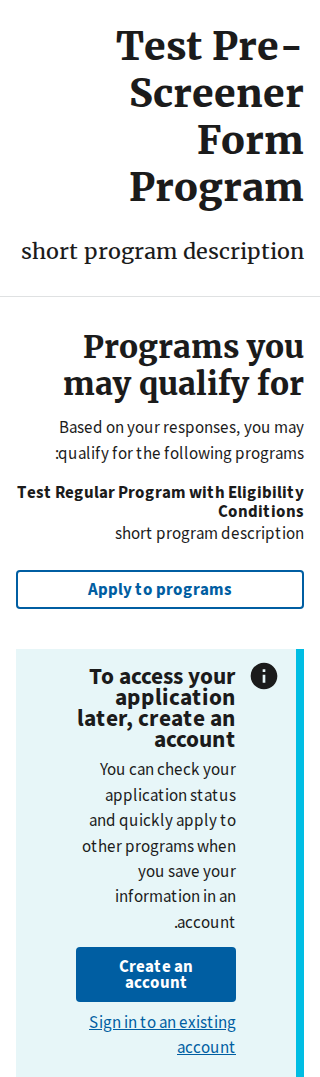 Test Pre-
Screener
Form
Program
short program description
Programs you
may qualify for
Based on your responses, you may
:qualify for the following programs
Test Regular Program with Eligibility
Conditions
short program description
Apply to programs
To access your
application
later, create an
account
You can check your
application status
and quickly apply to
other programs when
you save your
information in an
.account
Create an
account
Sign in to an existing
account